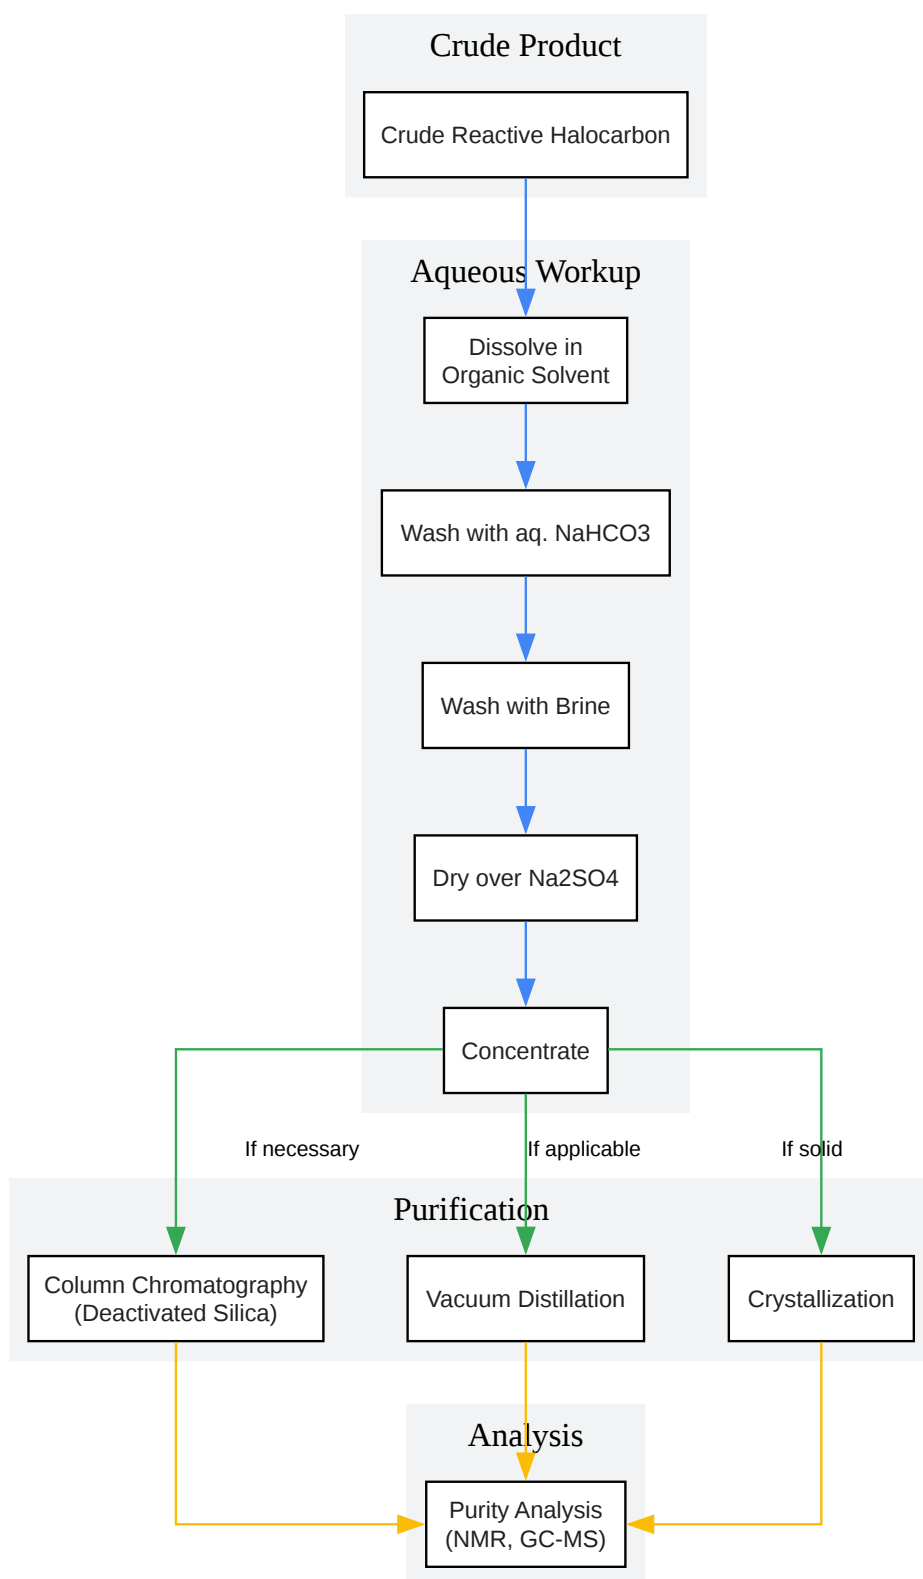 Crude Product
Crude Reactive Halocarbon
Aqueous Workup
Dissolve in
Organic Solvent
Wash with aq. NaHCO3
Wash with Brine
Dry over Na2SO4
Concentrate
If necessary
If applicable
If solid
Purification
Column Chromatography
(Deactivated Silica)
Vacuum Distillation
Crystallization
Analysis
Purity Analysis
(NMR, GC-MS)